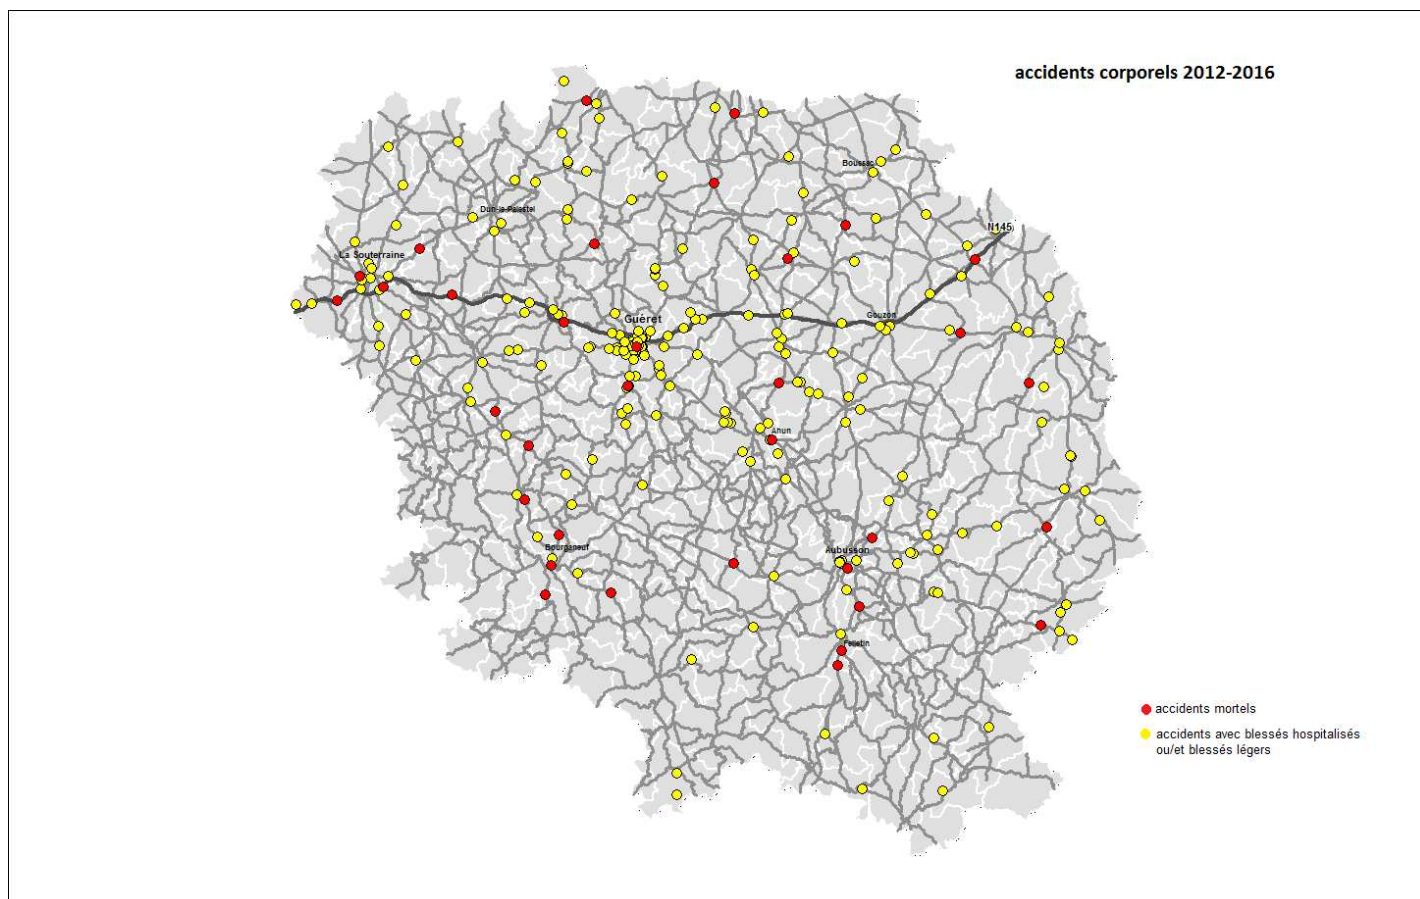 accidents corporels 2012-2016
Boussac
Dun-le-Palestel
N145
La Souterraine
Gouzon
Guéret
Ahun
Bourganeuf
Aubusson
Felletin
accidents mortels
accidents avec blessés hospitalisés
ou/et blessés légers